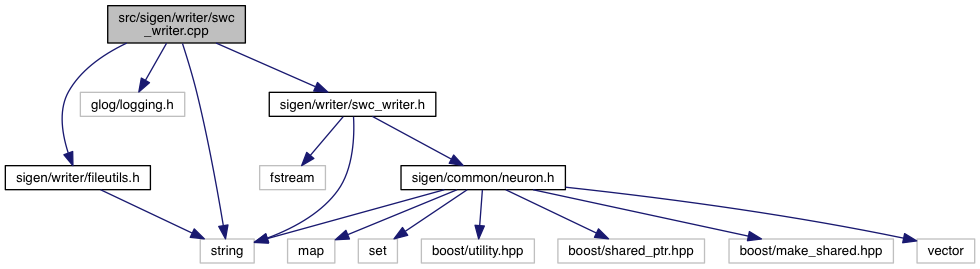 src/sigen/writer/swc
_writer.cpp
glog/logging.h
sigen/writer/swc_writer.h
sigen/writer/fileutils.h
fstream
sigen/common/neuron.h
string
map
set
boost/utility.hpp
boost/shared_ptr.hpp
boost/make_shared.hpp
vector